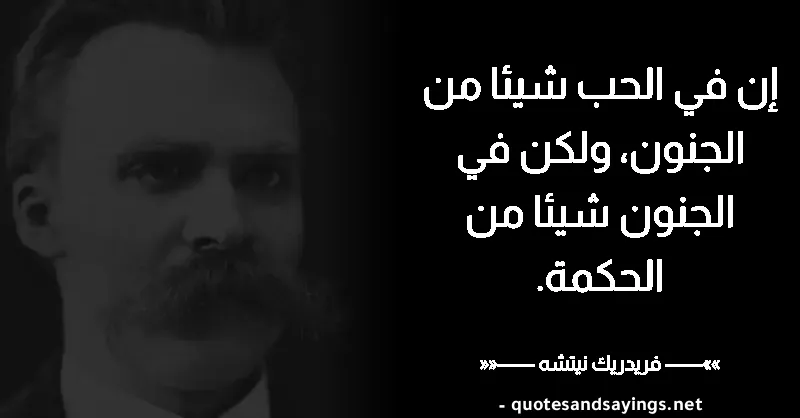 إن في الحب شيئا من
الجنون، ولكن في
الجنون شيئا من
الحكمة.
»»—— فريدريك نيتشه ——««
- quotesandsayings.net